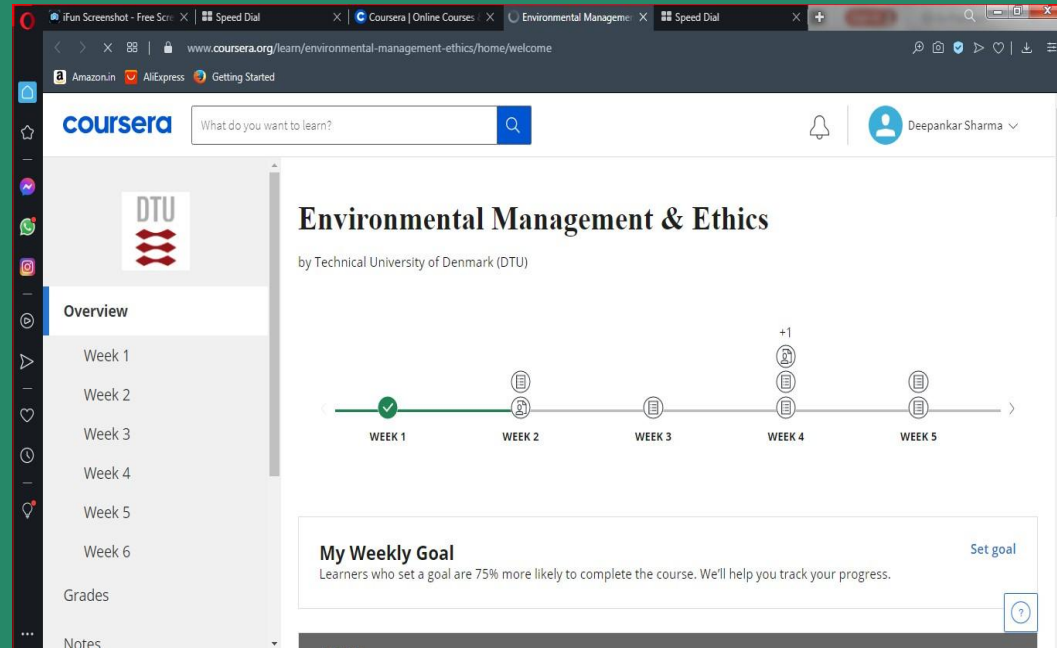 iFun Screenshot - Free Scre
Speed Dial
Coursera | Online Courses &
Environmental Managemen
Speed Dial
www.coursera.org/learn/environmental-management-ethics/home/welcome
Amazon.in
AliExpress
Getting Started
coursera
What do you want to learn?
Deepankar Sharma
DTU
Overview
Week 1
Week 2
Week 3
Week 4
Week 5
Week 6
Grades
Notes
Environmental Management & Ethics
by Technical University of Denmark (DTU)
+1
WEEK 1
WEEK 2
WEEK 3
WEEK 4
WEEK 5
My Weekly Goal
Set goal
Learners who set a goal are 75% more likely to complete the course. We'll help you track your progress.